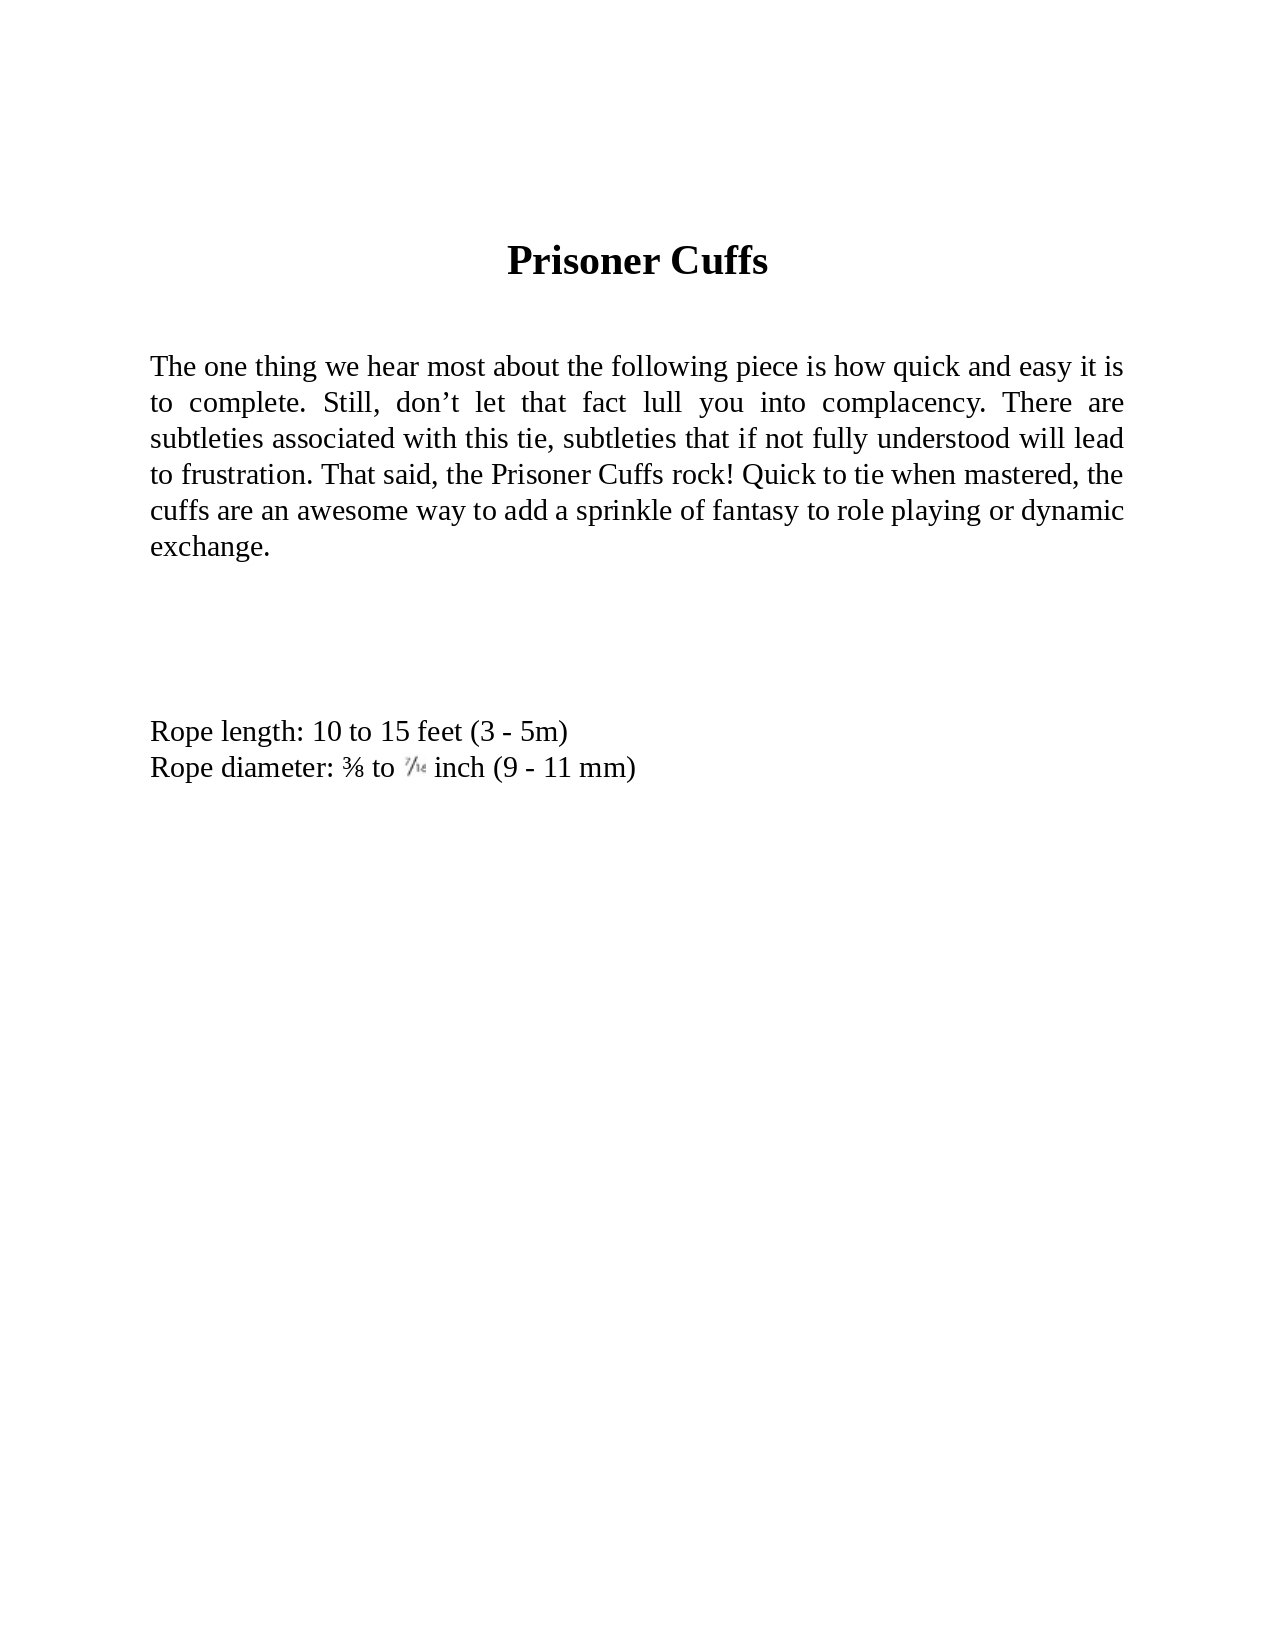 Prisoner Cuffs
The one thing we hear most about the following piece is how quick and easy it is
to complete. Still, don’t let that fact lull you into complacency. There are
subtleties associated with this tie, subtleties that if not fully understood will lead
to frustration. That said, the Prisoner Cuffs rock! Quick to tie when mastered, the
cuffs are an awesome way to add a sprinkle of fantasy to role playing or dynamic
exchange.
Rope length: 10 to 15 feet (3 - 5m)
Rope diameter: ⅜ to 7/16 inch (9 - 11 mm)